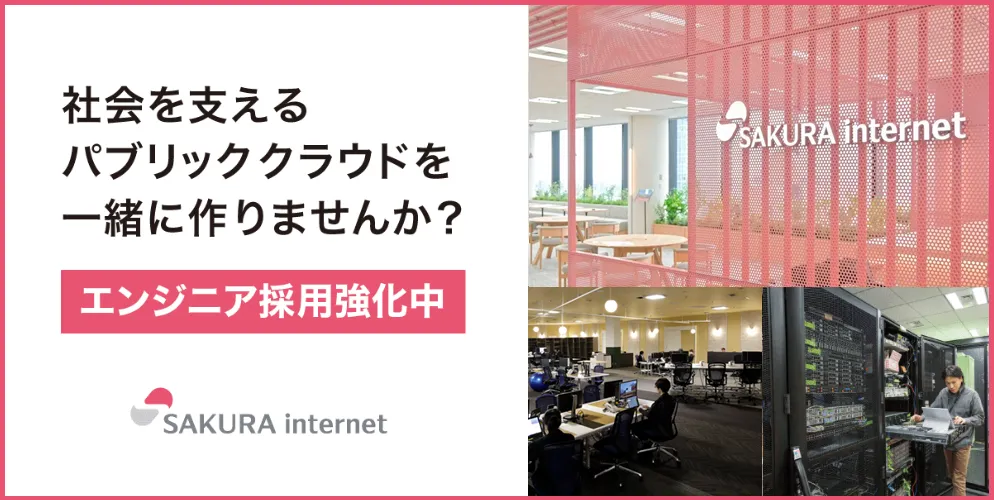 社会を支える
パブリッククラウドを
一緒に作りませんか?
エンジニア採用強化中
SAKURA internet
SAKURA internet